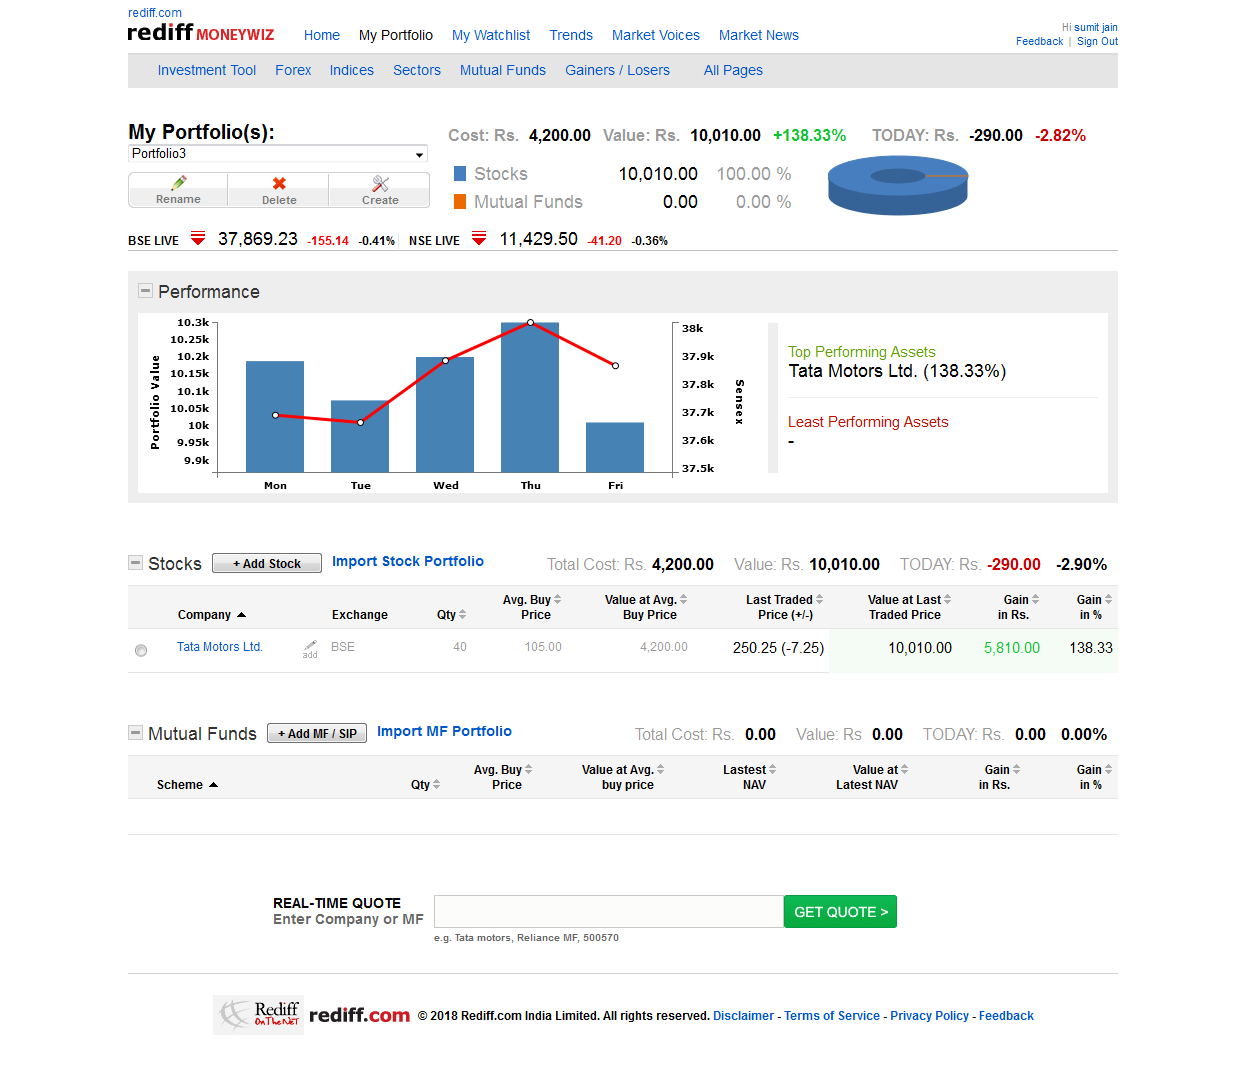 rediff.com
rediff MONEYWIZ Home My Portfolio My Watchlist Trends Market Voices Market News
Hi sumit jain
Feedback | Sign Out
Investment Tool Forex Indices Sectors Mutual Funds Gainers / Losers All Pages
My Portfolio(s):
Portfolio3
Rename Delete Create
Cost: Rs. 4,200.00 Value: Rs. 10,010.00 +138.33% TODAY: Rs. -290.00 -2.82%
Stocks 10,010.00 100.00 %
Mutual Funds 0.00 0.00 %
BSE LIVE 37,869.23 -155.14 -0.41% NSE LIVE 11,429.50 -41.20 -0.36%
Performance
Portfolio Value
10.3k
10.25k
10.2k
10.15k
10.1k
10.05k
10k
9.95k
9.9k
Mon Tue Wed Thu Fri
38k
37.9k
37.8k
37.7k
37.6k
37.5k
Sensex
Top Performing Assets
Tata Motors Ltd. (138.33%)
Least Performing Assets
-
Stocks + Add Stock Import Stock Portfolio Total Cost: Rs. 4,200.00 Value: Rs. 10,010.00 TODAY: Rs. -290.00 -2.90%
Company Exchange Qty Avg. Buy Price Value at Avg. Buy Price Last Traded Price (+/-) Value at Last Traded Price Gain in Rs. Gain in %
Tata Motors Ltd. add BSE 40 105.00 4,200.00 250.25 (-7.25) 10,010.00 5,810.00 138.33
Mutual Funds + Add MF / SIP Import MF Portfolio Total Cost: Rs. 0.00 Value: Rs 0.00 TODAY: Rs. 0.00 0.00%
Scheme Qty Avg. Buy Price Value at Avg. buy price Lastest NAV Value at Latest NAV Gain in Rs. Gain in %
REAL-TIME QUOTE
Enter Company or MF GET QUOTE >
e.g. Tata motors, Reliance MF, 500570
Rediff On The NeT rediff.com © 2018 Rediff.com India Limited. All rights reserved. Disclaimer - Terms of Service - Privacy Policy - Feedback